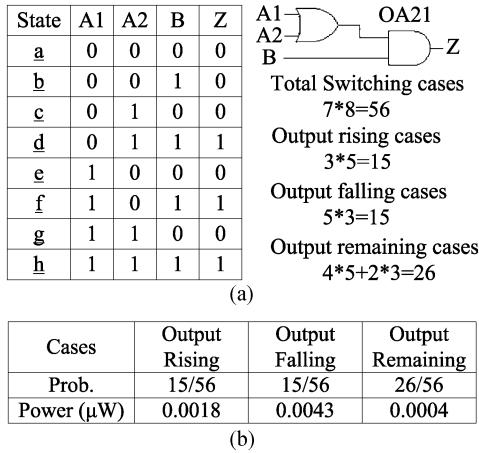 State A1 A2 B Z
a 0 0 0 0
b 0 0 1 0
c 0 1 0 0
d 0 1 1 1
e 1 0 0 0
f 1 0 1 1
g 1 1 0 0
h 1 1 1 1
A1
A2
B
OA21
Z
Total Switching cases
7*8=56
Output rising cases
3*5=15
Output falling cases
5*3=15
Output remaining cases
4*5+2*3=26
(a)
Cases Output Rising Output Falling Output Remaining
Prob. 15/56 15/56 26/56
Power (μW) 0.0018 0.0043 0.0004
(b)